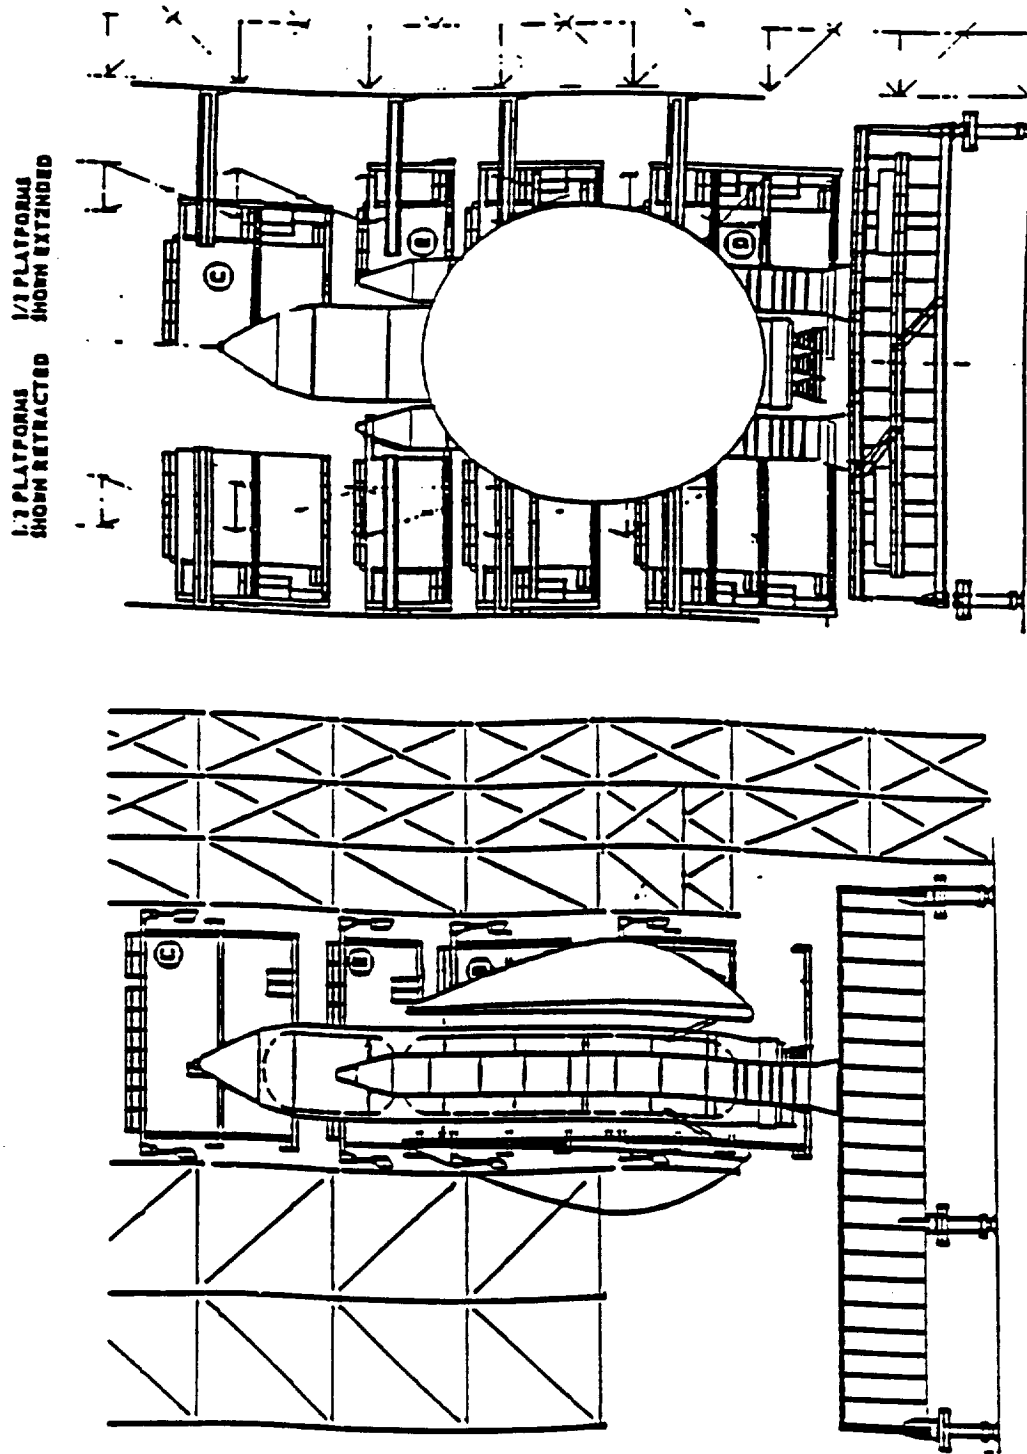 1/2 PLATFORMS
SHOWN RETRACTED
1/2 PLATFORMS
SHOWN EXTENDED
C
B
D
C
B
D